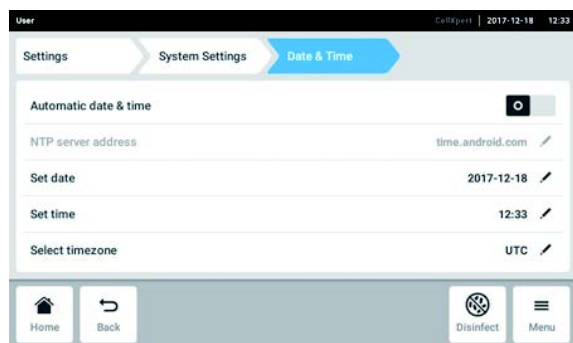 User CellXpert | 2017-12-18 12:33
Settings System Settings Date & Time
Automatic date & time
NTP server address time.android.com
Set date 2017-12-18
Set time 12:33
Select timezone UTC
Home Back Disinfect Menu